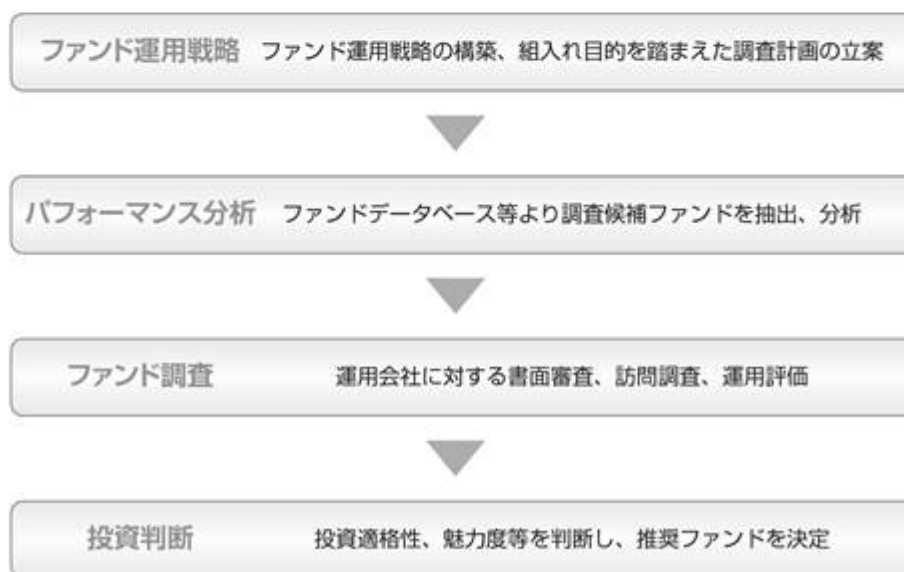 ファンド運用戦略 ファンド運用戦略の構築、組入れ目的を踏まえた調査計画の立案
パフォーマンス分析 ファンドデータベース等より調査候補ファンドを抽出、分析
ファンド調査 運用会社に対する書面審査、訪問調査、運用評価
投資判断 投資適格性、魅力度等を判断し、推奨ファンドを決定